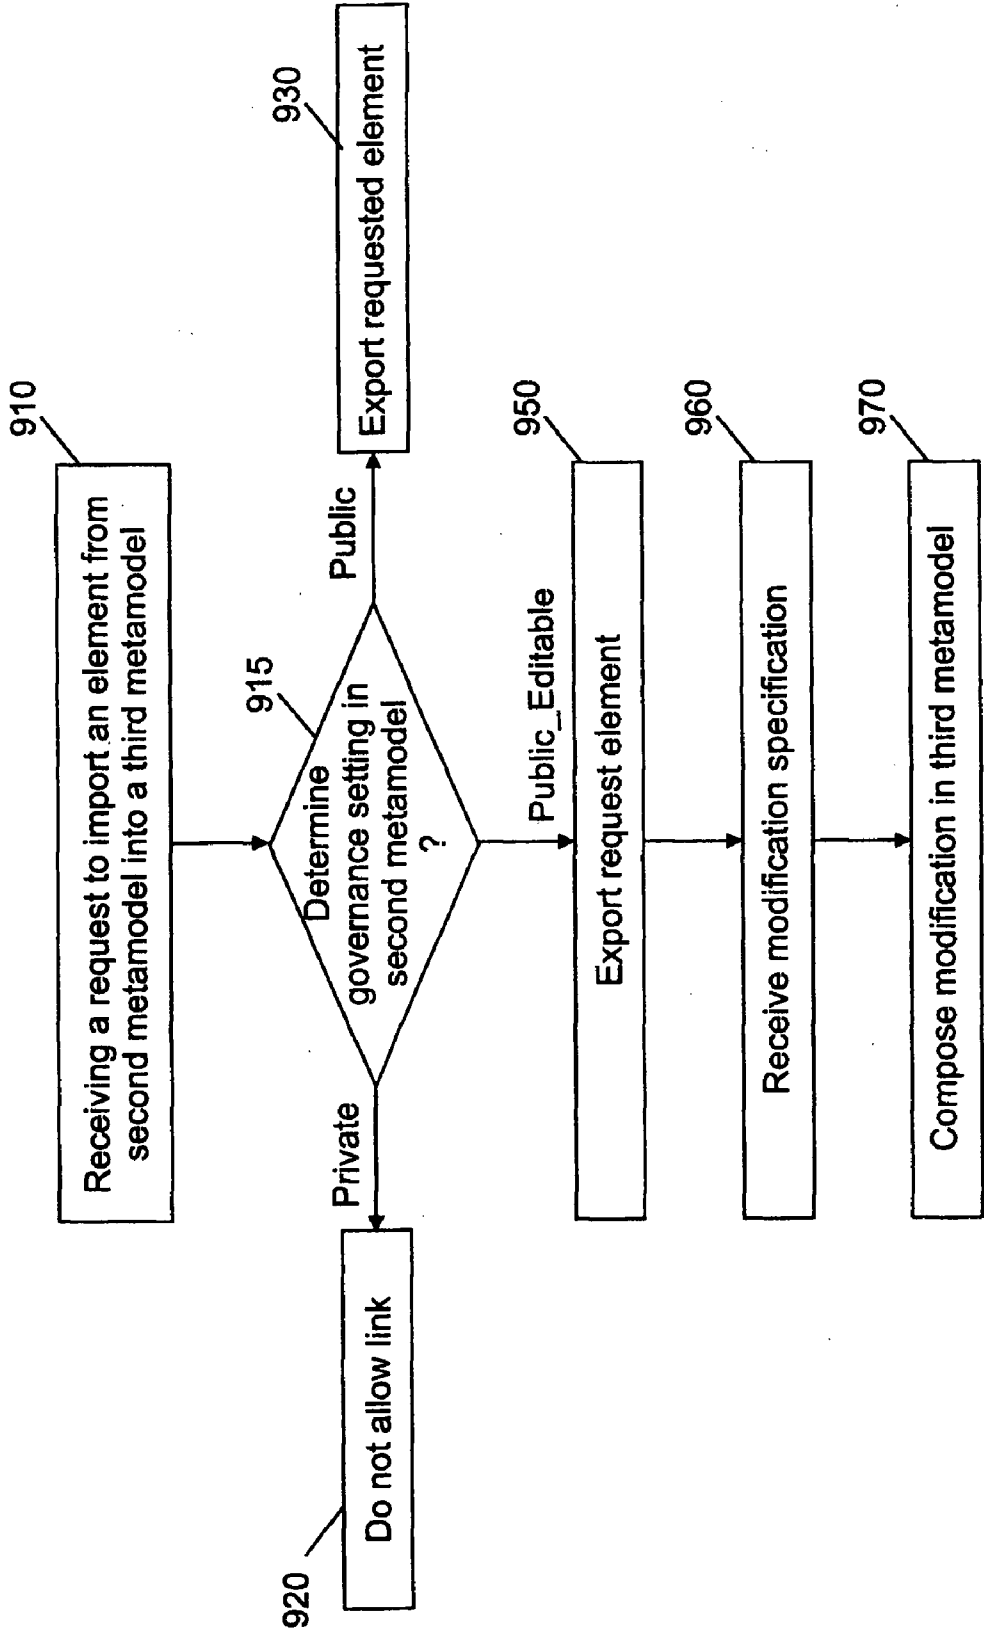 910
Receiving a request to import an element from
second metamodel into a third metamodel
915
Determine
governance setting in
second metamodel
?
Private
920
Do not allow link
Public
930
Export requested element
Public_Editable
950
Export request element
960
Receive modification specification
970
Compose modification in third metamodel